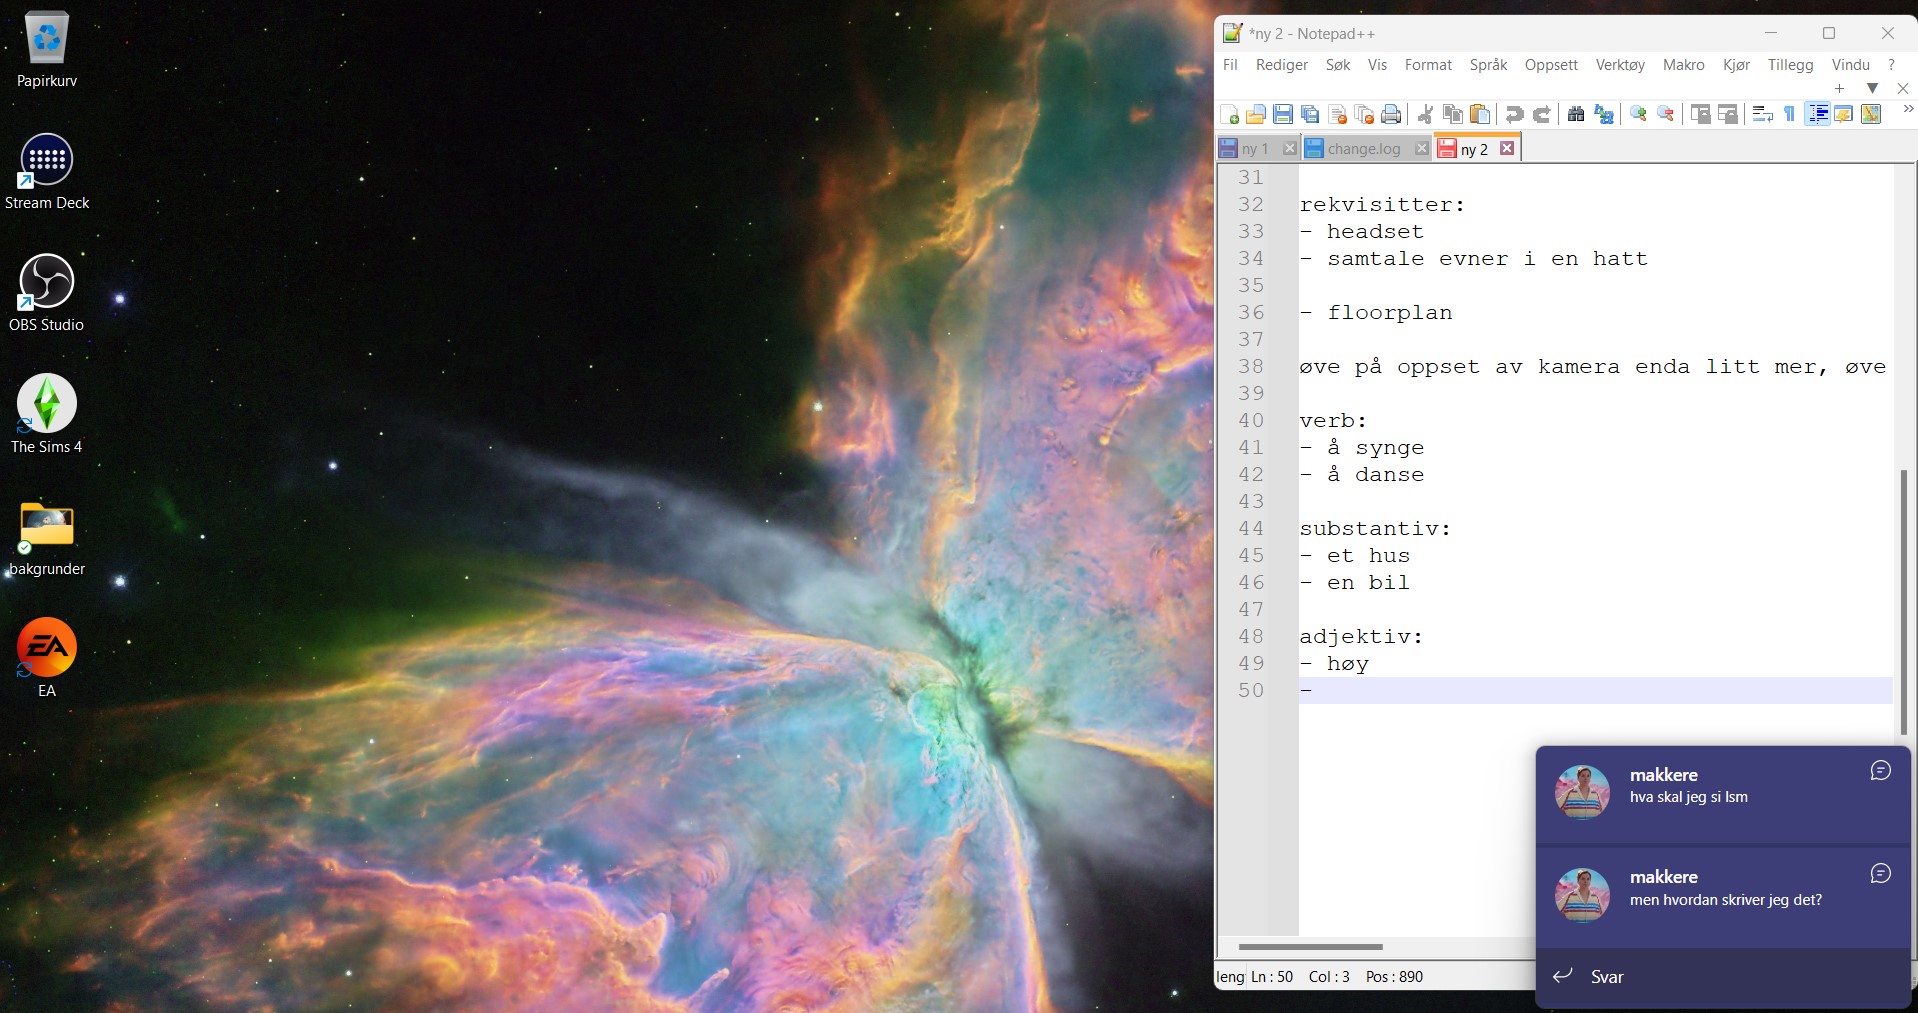 Papirkurv
Stream Deck
OBS Studio
The Sims 4
bakgrunder
EA
EA
*ny 2 - Notepad++
Fil Rediger Søk Vis Format Språk Oppsett Verktøy Makro Kjør Tillegg Vindu ?
ny 1 change.log ny 2
31
32 rekvisitter:
33 - headset
34 - samtale evner i en hatt
35
36 - floorplan
37
38 øve på oppset av kamera enda litt mer, øve
39
40 verb:
41 - å synge
42 - å danse
43
44 substantiv:
45 - et hus
46 - en bil
47
48 adjektiv:
49 - høy
50 -
makkere
hva skal jeg si lsm
makkere
men hvordan skriver jeg det?
Svar
leng Ln : 50 Col : 3 Pos : 890